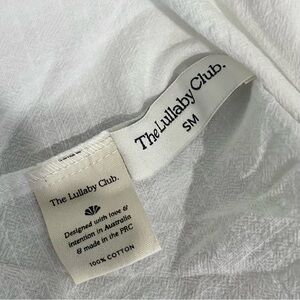 The Lullaby Club.
SM
The Lullaby Club.
Designed with love &
intention in Australia
& made in the PRC
100% COTTON